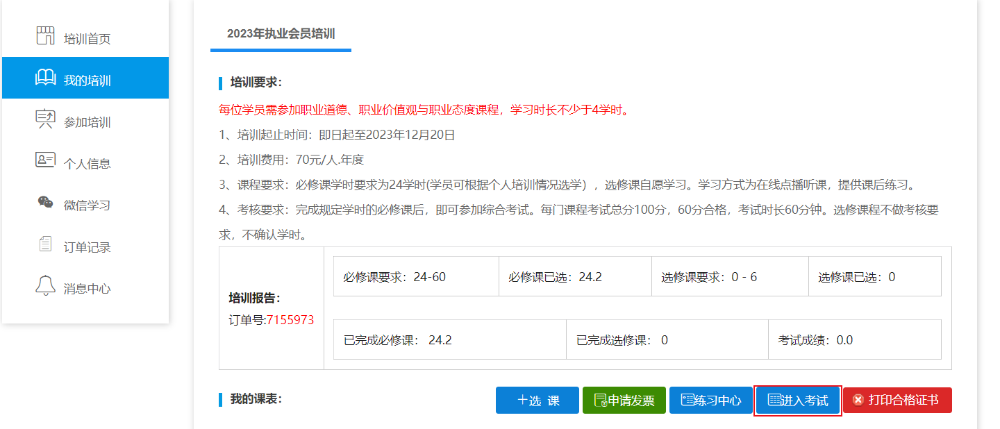 培训首页
我的培训
参加培训
个人信息
微信学习
订单记录
消息中心
2023年执业会员培训
培训要求：
每位学员需参加职业道德、职业价值观与职业态度课程，学习时长不少于4学时。
1、培训起止时间：即日起至2023年12月20日
2、培训费用：70元/人.年度
3、课程要求：必修课学时要求为24学时(学员可根据个人培训情况选学），选修课自愿学习。学习方式为在线点播听课，提供课后练习。
4、考核要求：完成规定学时的必修课后，即可参加综合考试。每门课程考试总分100分，60分合格，考试时长60分钟。选修课程不做考核要
求，不确认学时。
培训报告：
订单号:7155973
必修课要求：24-60
必修课已选：24.2
选修课要求：0 - 6
选修课已选：0
已完成必修课： 24.2
已完成选修课： 0
考试成绩：0.0
我的课表：
选 课
申请发票
练习中心
进入考试
打印合格证书